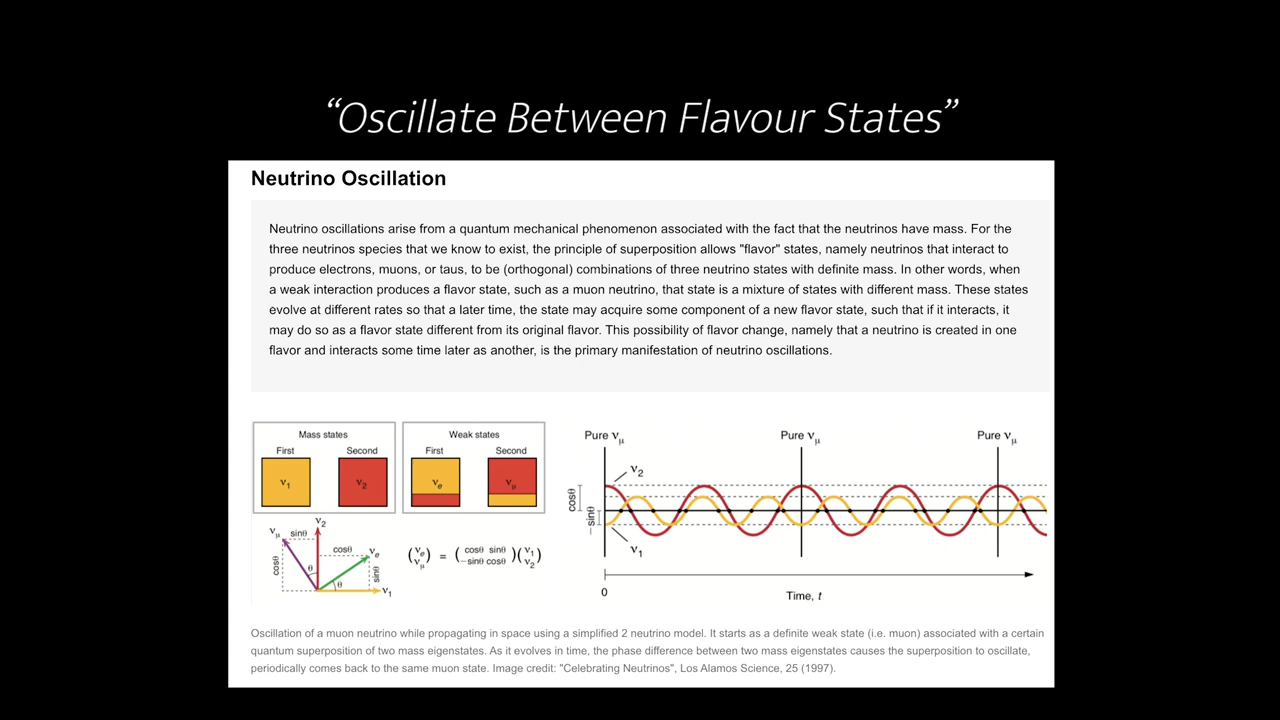 “Oscillate Between Flavour States”
Neutrino Oscillation
Neutrino oscillations arise from a quantum mechanical phenomenon associated with the fact that the neutrinos have mass. For the
three neutrinos species that we know to exist, the principle of superposition allows "flavor" states, namely neutrinos that interact to
produce electrons, muons, or taus, to be (orthogonal) combinations of three neutrino states with definite mass. In other words, when
a weak interaction produces a flavor state, such as a muon neutrino, that state is a mixture of states with different mass. These states
evolve at different rates so that a later time, the state may acquire some component of a new flavor state, such that if it interacts, it
may do so as a flavor state different from its original flavor. This possibility of flavor change, namely that a neutrino is created in one
flavor and interacts some time later as another, is the primary manifestation of neutrino oscillations.
Mass states
First Second
ν1 ν2
Weak states
First Second
νe νμ
νμ sinθ ν2
cosθ θ cosθ νe
θ sinθ ν1
(νe νμ) = (cosθ sinθ −sinθ cosθ)(ν1 ν2)
Pure νμ Pure νμ Pure νμ
ν2
cosθ
−sinθ
ν1
0 Time, t
Oscillation of a muon neutrino while propagating in space using a simplified 2 neutrino model. It starts as a definite weak state (i.e. muon) associated with a certain
quantum superposition of two mass eigenstates. As it evolves in time, the phase difference between two mass eigenstates causes the superposition to oscillate,
periodically comes back to the same muon state. Image credit: "Celebrating Neutrinos", Los Alamos Science, 25 (1997).